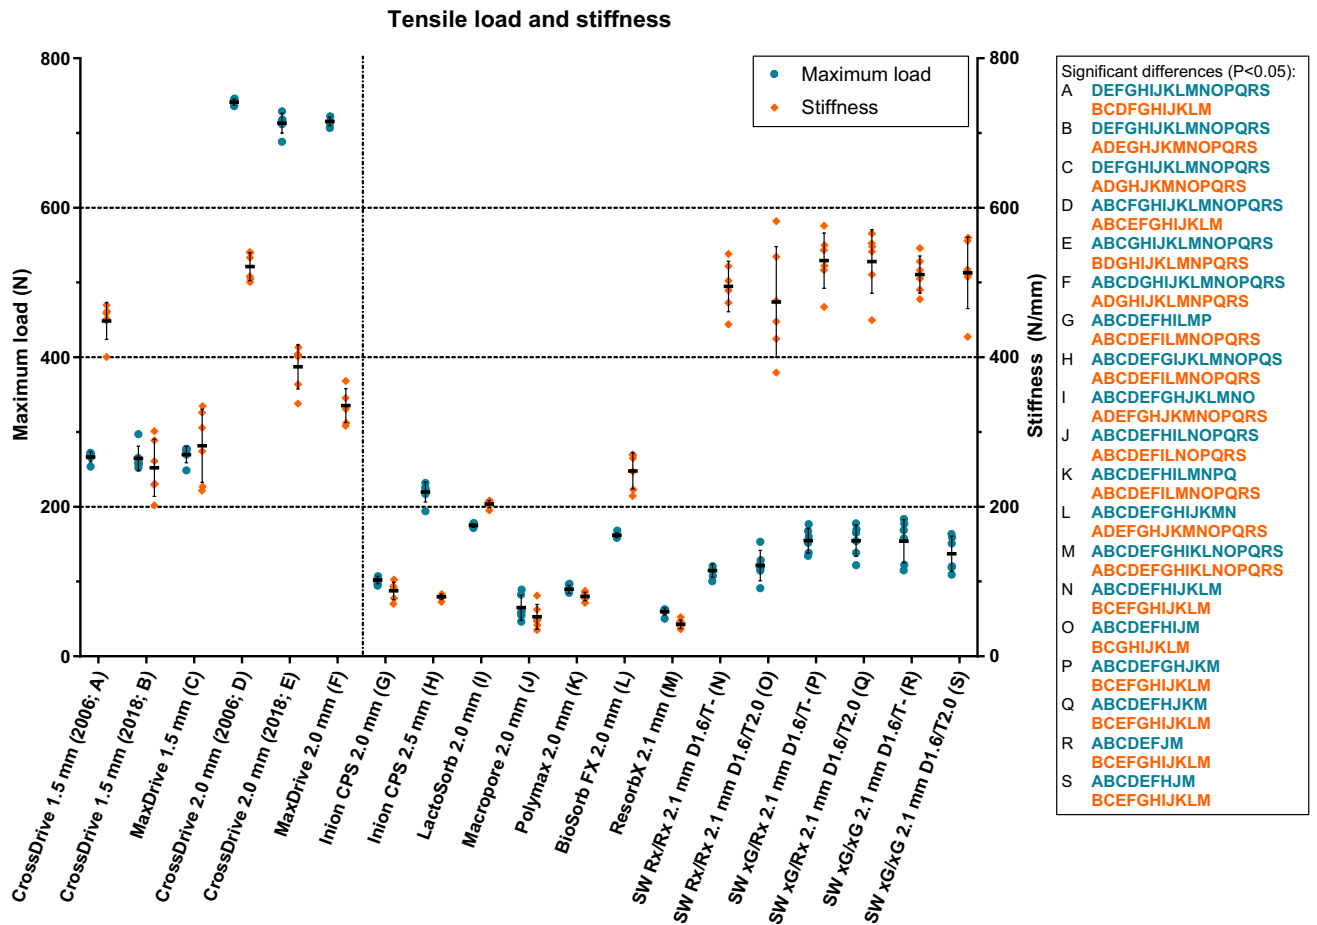 Tensile load and stiffness
Maximum load
Stiffness
800
600
400
200
0
Maximum load (N)
800
600
400
200
0
Stiffness (N/mm)
CrossDrive 1.5 mm (2006; A)
CrossDrive 1.5 mm (2018; B)
MaxDrive 1.5 mm (C)
CrossDrive 2.0 mm (2006; D)
CrossDrive 2.0 mm (2018; E)
MaxDrive 2.0 mm (F)
Inion CPS 2.0 mm (G)
Inion CPS 2.5 mm (H)
LactoSorb 2.0 mm (I)
Macropore 2.0 mm (J)
Polymax 2.0 mm (K)
BioSorb FX 2.0 mm (L)
ResorbX 2.1 mm (M)
SW Rx/Rx 2.1 mm D1.6/T- (N)
SW Rx/Rx 2.1 mm D1.6/T2.0 (O)
SW xG/Rx 2.1 mm D1.6/T- (P)
SW xG/Rx 2.1 mm D1.6/T2.0 (Q)
SW xG/xG 2.1 mm D1.6/T- (R)
SW xG/xG 2.1 mm D1.6/T2.0 (S)
Significant differences (P<0.05):
A DEFGHIJKLMNOPQRS
BCDFGHIJKLM
B DEFGHIJKLMNOPQRS
ADEGHJKMNOPQRS
C DEFGHIJKLMNOPQRS
ADGHJKMNOPQRS
D ABCFGHIJKLMNOPQRS
ABCEFGHIJKLM
E ABCGHIJKLMNOPQRS
BDGHIJKLMNPQRS
F ABCDGHIJKLMNOPQRS
ADGHIJKLMNPQRS
G ABCDEFHILMP
ABCDEFILMNOPQRS
H ABCDEFGIJKLMNOPQS
ABCDEFILMNOPQRS
I ABCDEFGHJKLMNO
ADEFGHJKMNOPQRS
J ABCDEFHILNOPQRS
ABCDEFILNOPQRS
K ABCDEFHILMNPQ
ABCDEFILMNOPQRS
L ABCDEFGHIJKMN
ADEFGHJKMNOPQRS
M ABCDEFGHIKLNOPQRS
ABCDEFGHIKLNOPQRS
N ABCDEFHIJKLM
BCEFGHIJKLM
O ABCDEFHIJM
BCGHIJKLM
P ABCDEFGHJKM
BCEFGHIJKLM
Q ABCDEFHJKM
BCEFGHIJKLM
R ABCDEFJM
BCEFGHIJKLM
S ABCDEFHJM
BCEFGHIJKLM